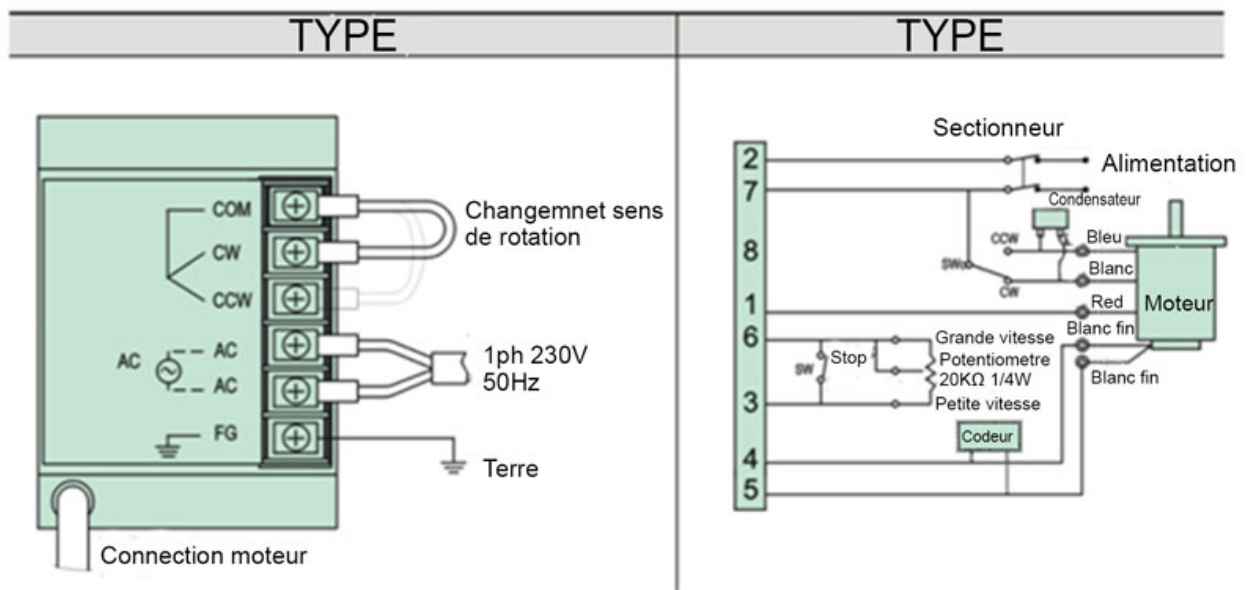 TYPE
COM
CW
CCW
AC
AC
AC
FG
Changemnet sens
de rotation
1ph 230V
50Hz
Terre
Connection moteur
TYPE
Sectionneur
2
Alimentation
7
Condensateur
CCW
Bleu
8
SW
Blanc
CW
1
Red
Moteur
Blanc fin
6
Grande vitesse
Stop
Potentiometre
SW
20KΩ 1/4W
Blanc fin
3
Petite vitesse
Codeur
4
5